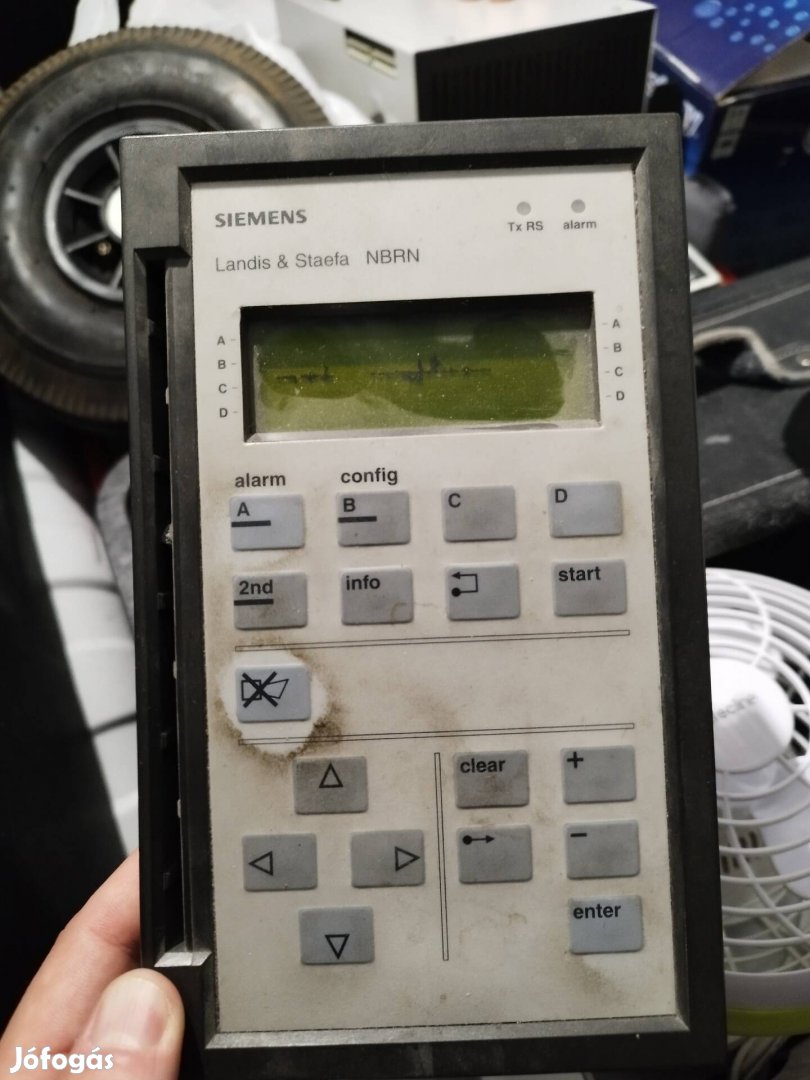 SIEMENS
Tx RS alarm
Landis & Staefa NBRN
A A
B B
C C
D D
alarm config
A B C D
2nd info start
clear +
-
enter
Jófogás